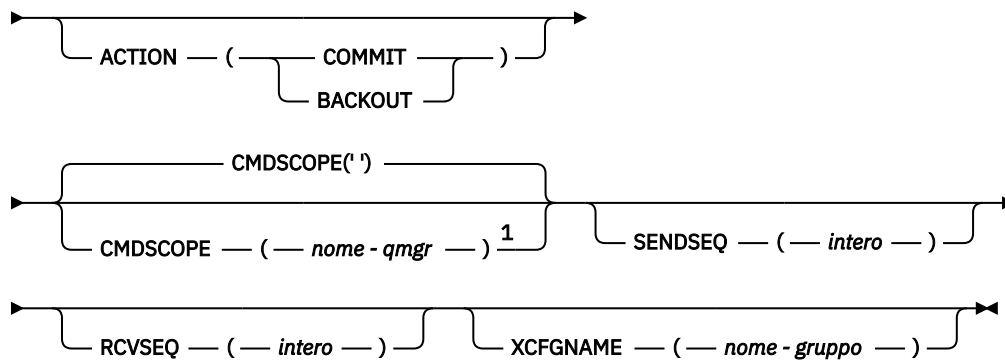 ACTION — ( — COMMIT — )
BACKOUT
CMDSCOPE(' ')
CMDSCOPE — ( — nome - qmgr — ) 1
SENDSEQ — ( — intero — )
RCVSEQ — ( — intero — )
XCFGNAME — ( — nome - gruppo — )